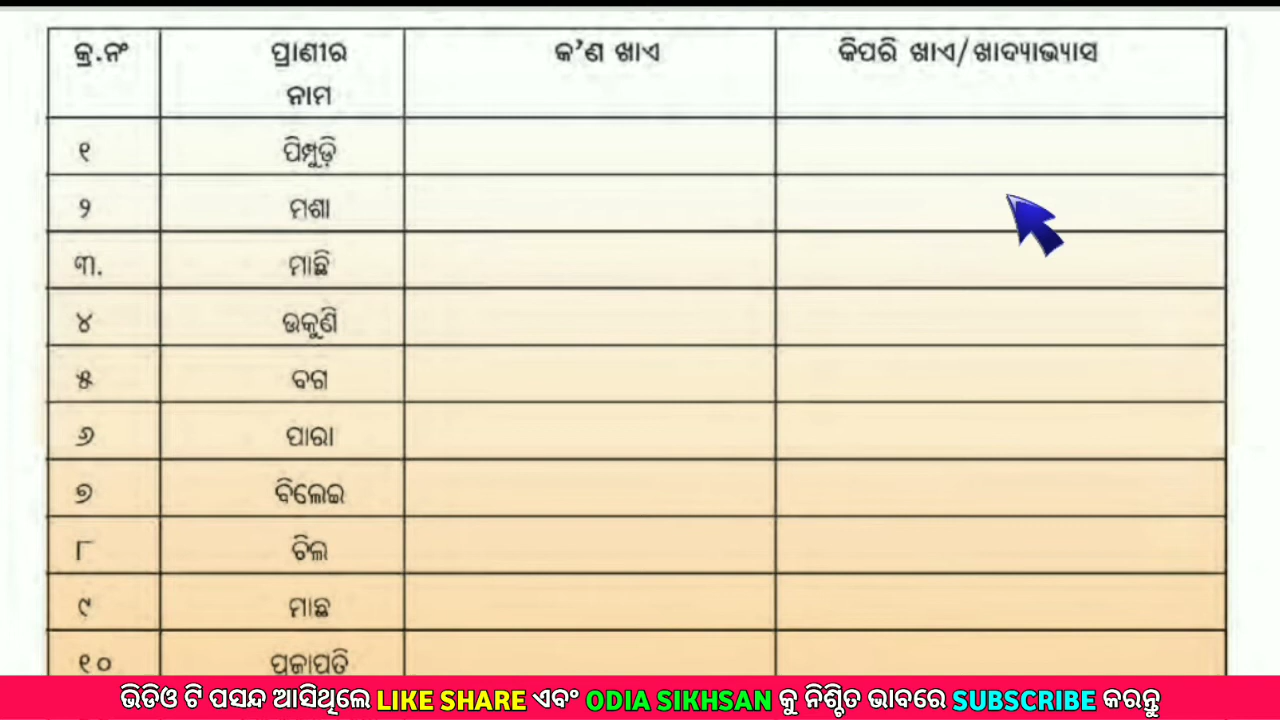 କ୍ର.ନଂ ପ୍ରାଣୀର ନାମ କ'ଣ ଖାଏ କିପରି ଖାଏ/ଖାଦ୍ୟାଭ୍ୟାସ
୧ ପିମ୍ପୁଡ଼ି
୨ ମଶା
୩. ମାଛି
୪ ଉକୁଣି
୫ ବଗ
୬ ପାରା
୭ ବିଲେଇ
୮ ଚିଲ
୯ ମାଛ
୧୦ ପ୍ରଜାପତି
ଭିଡିଓ ଟି ପସନ୍ଦ ଆସିଥିଲେ LIKE SHARE ଏବଂ ODIA SIKHSAN କୁ ନିଶ୍ଚିତ ଭାବରେ SUBSCRIBE କରନ୍ତୁ